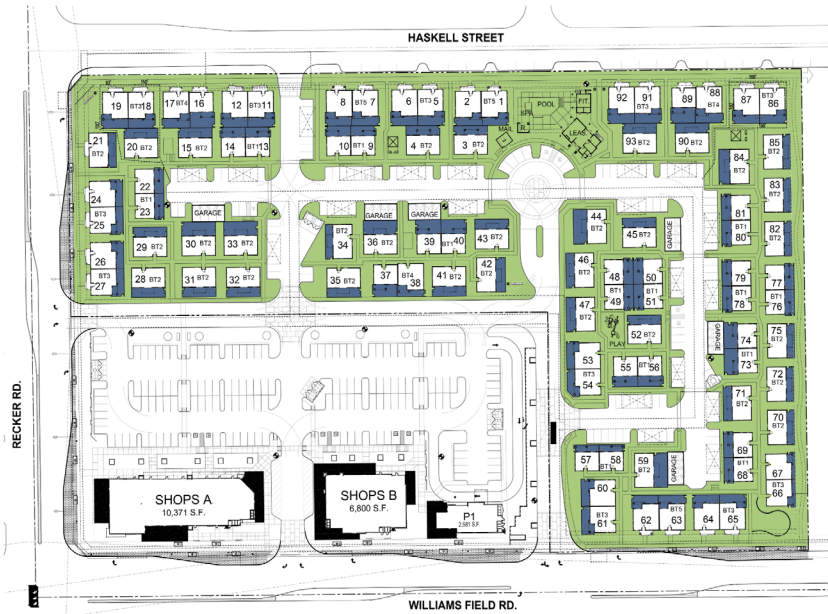 HASKELL STREET
19 BT3 18
17 BT4 16
12 BT3 11
8 BT5 7
6 BT3 5
2 BT5 1
SPA
POOL
FIT
92 BT3 91
89 88
BT4
87 BT3
86
MAIL
R
LEAS
21
BT2
20 BT2
15 BT2
14 BT1 13
10 BT1 9
4 BT2
3 BT2
93 BT2
90 BT2
84
BT2
85
BT2
24
BT3
25
22
BT1
23
GARAGE
GARAGE
GARAGE
83
BT2
81
BT1
80
82
BT2
29 BT2
30 BT2
33 BT2
BT2
34
36 BT2
39 BT1 40
43 BT2
44
BT2
45 BT2
GARAGE
26
BT3
27
28 BT2
31 BT2
32 BT2
35 BT2
37 BT4
38
41 BT2
42
BT2
46
BT2
48
BT1
49
50
BT1
51
79
BT1
78
77
BT1
76
47
BT2
PLAY
52 BT2
GARAGE
74
BT1
73
75
BT2
53
BT3
54
55 BT1 56
72
BT2
71
BT2
70
BT2
RECKER RD.
57 58
BT1
59
BT2
GARAGE
69
BT1
68
67
BT3
66
60
BT3
61
62 BT5
63
64 BT3
65
SHOPS A
10,371 S.F.
SHOPS B
6,800 S.F.
P1
2,581 S.F.
WILLIAMS FIELD RD.